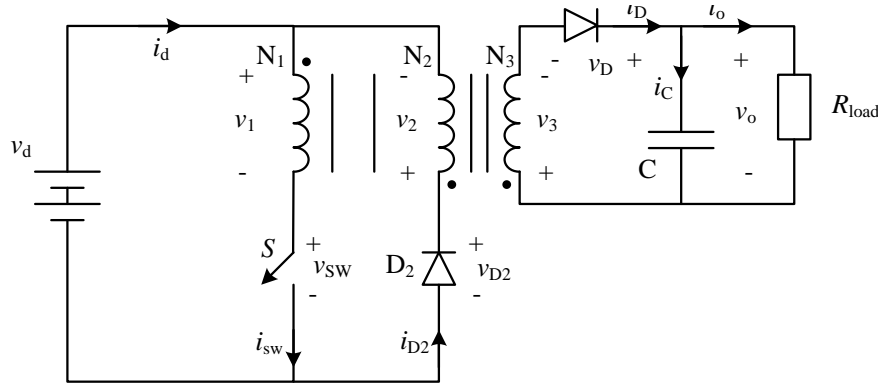 i_D
i_o
i_d
N_1
N_2
N_3
-
v_D
+
+
-
-
i_C
+
v_1
v_2
v_3
v_o
R_load
v_d
-
+
+
C
-
S
+
v_SW
-
D_2
+
v_D2
-
i_sw
i_D2